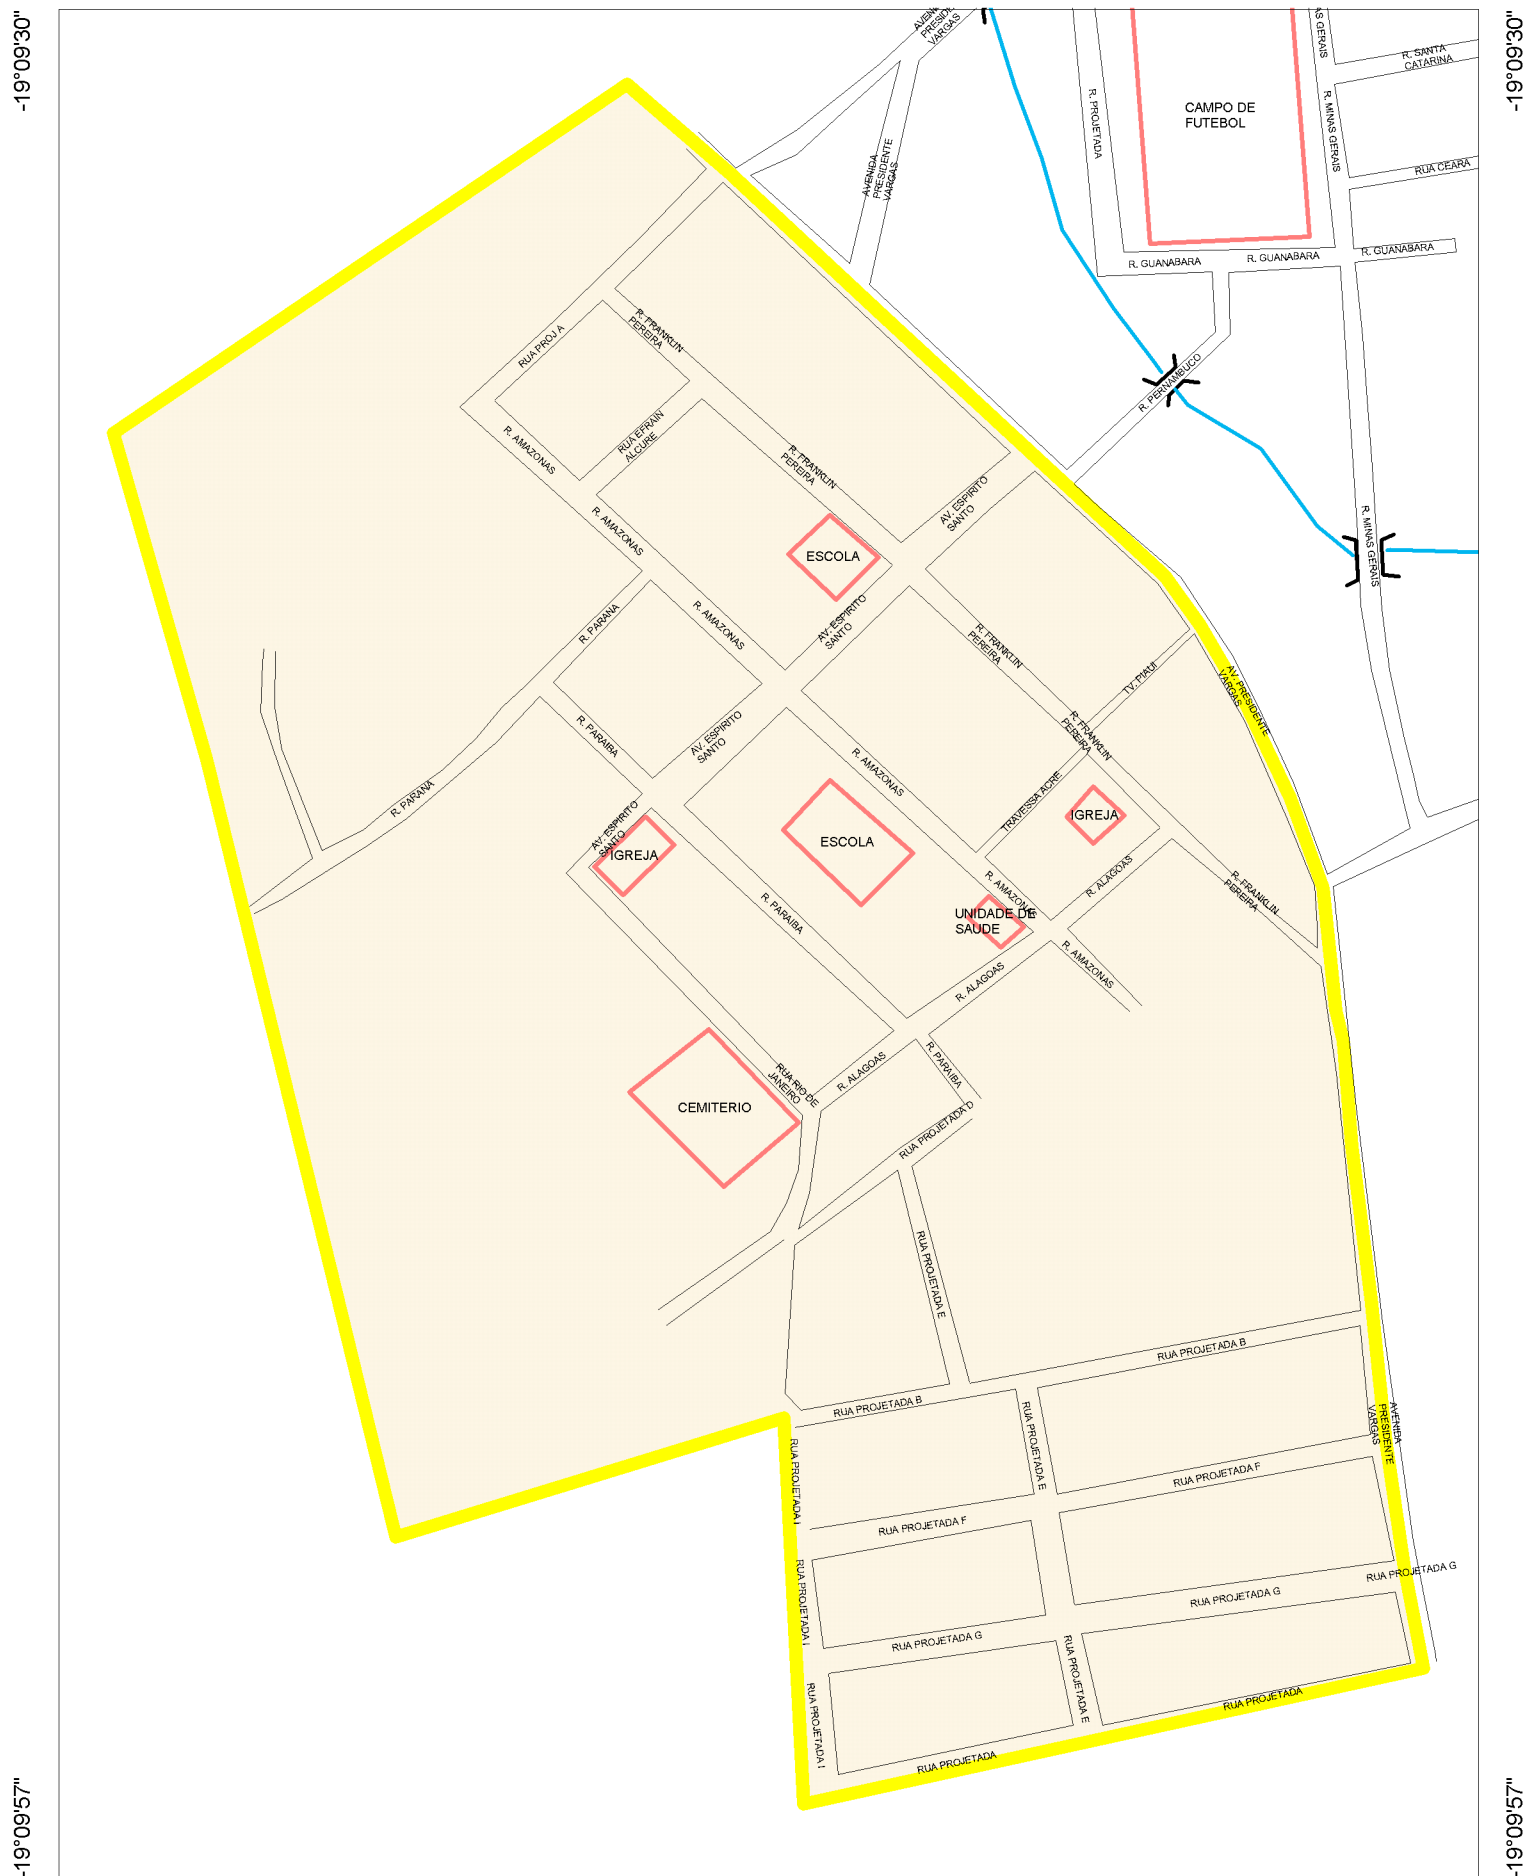 -19°09'30"
-19°09'30"
PRESIDE
VARGAS
AS GERAIS
R. SANTA
CATARINA
R. PROJETADA
CAMPO DE
FUTEBOL
R. MINAS GERAIS
AVENIDA
PRESIDENTE
VARGAS
RUA CEARA
R. GUANABARA
R. GUANABARA
R. GUANABARA
R. FRANKLIN
PEREIRA
RUA PROJ A
R. PERNAMBUCO
RUA EFRAIN
ALCURE
R. AMAZONAS
R. FRANKLIN
PEREIRA
AV. ESPIRITO
SANTO
R. AMAZONAS
R. MINAS GERAIS
ESCOLA
R. PARANA
R. AMAZONAS
AV. ESPIRITO
SANTO
R. FRANKLIN
PEREIRA
TV. PIAUI
AV. PRESIDENTE
VARGAS
R. PARAIBA
AV. ESPIRITO
SANTO
R. FRANKLIN
PEREIRA
R. AMAZONAS
R. PARANA
TRAVESSA ACRE
IGREJA
AV. ESPIRITO
SANTO
IGREJA
ESCOLA
R. ALAGOAS
R. AMAZONAS
R. FRANKLIN
PEREIRA
R. PARAIBA
UNIDADE DE
SAUDE
R. AMAZONAS
R. ALAGOAS
R. ALAGOAS
R. PARAIBA
RUA RIO DE
JANEIRO
CEMITERIO
RUA PROJETADA D
RUA PROJETADA E
RUA PROJETADA B
RUA PROJETADA B
AVENIDA
PRESIDENTE
VARGAS
RUA PROJETADA I
RUA PROJETADA E
RUA PROJETADA F
RUA PROJETADA F
RUA PROJETADA G
RUA PROJETADA I
RUA PROJETADA G
RUA PROJETADA G
RUA PROJETADA E
RUA PROJETADA I
RUA PROJETADA
RUA PROJETADA
-19°09'57"
-19°09'57"